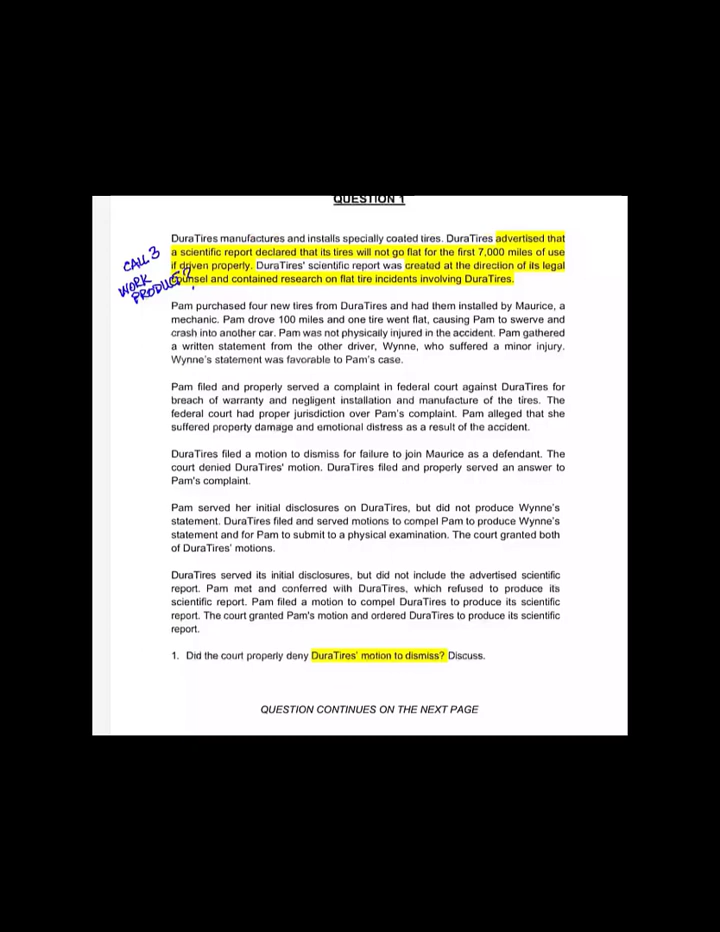 QUESTION 1
DuraTires manufactures and installs specially coated tires. DuraTires advertised that
a scientific report declared that its tires will not go flat for the first 7,000 miles of use
if driven properly. DuraTires' scientific report was created at the direction of its legal
counsel and contained research on flat tire incidents involving DuraTires.
CALL 3
WORK
PRODUCT?
Pam purchased four new tires from DuraTires and had them installed by Maurice, a
mechanic. Pam drove 100 miles and one tire went flat, causing Pam to swerve and
crash into another car. Pam was not physically injured in the accident. Pam gathered
a written statement from the other driver, Wynne, who suffered a minor injury.
Wynne's statement was favorable to Pam's case.
Pam filed and properly served a complaint in federal court against DuraTires for
breach of warranty and negligent installation and manufacture of the tires. The
federal court had proper jurisdiction over Pam's complaint. Pam alleged that she
suffered property damage and emotional distress as a result of the accident.
DuraTires filed a motion to dismiss for failure to join Maurice as a defendant. The
court denied DuraTires' motion. DuraTires filed and properly served an answer to
Pam's complaint.
Pam served her initial disclosures on DuraTires, but did not produce Wynne's
statement. DuraTires filed and served motions to compel Pam to produce Wynne's
statement and for Pam to submit to a physical examination. The court granted both
of DuraTires' motions.
DuraTires served its initial disclosures, but did not include the advertised scientific
report. Pam met and conferred with DuraTires, which refused to produce its
scientific report. Pam filed a motion to compel DuraTires to produce its scientific
report. The court granted Pam's motion and ordered DuraTires to produce its scientific
report.
1. Did the court properly deny DuraTires' motion to dismiss? Discuss.
QUESTION CONTINUES ON THE NEXT PAGE